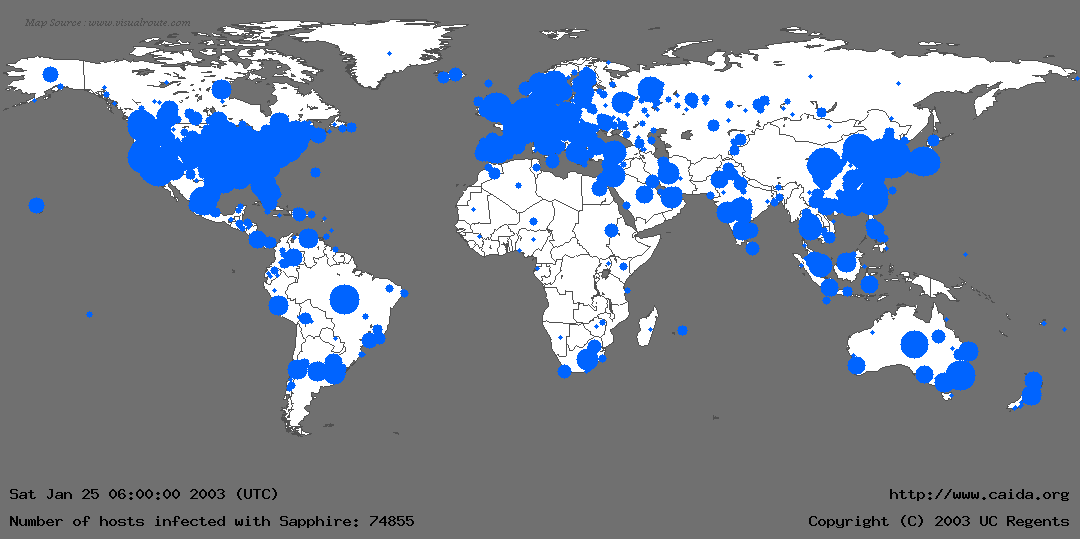 Map Source : www.visualroute.com
Sat Jan 25 06:00:00 2003 (UTC)
http://www.caida.org
Number of hosts infected with Sapphire: 74855
Copyright (C) 2003 UC Regents